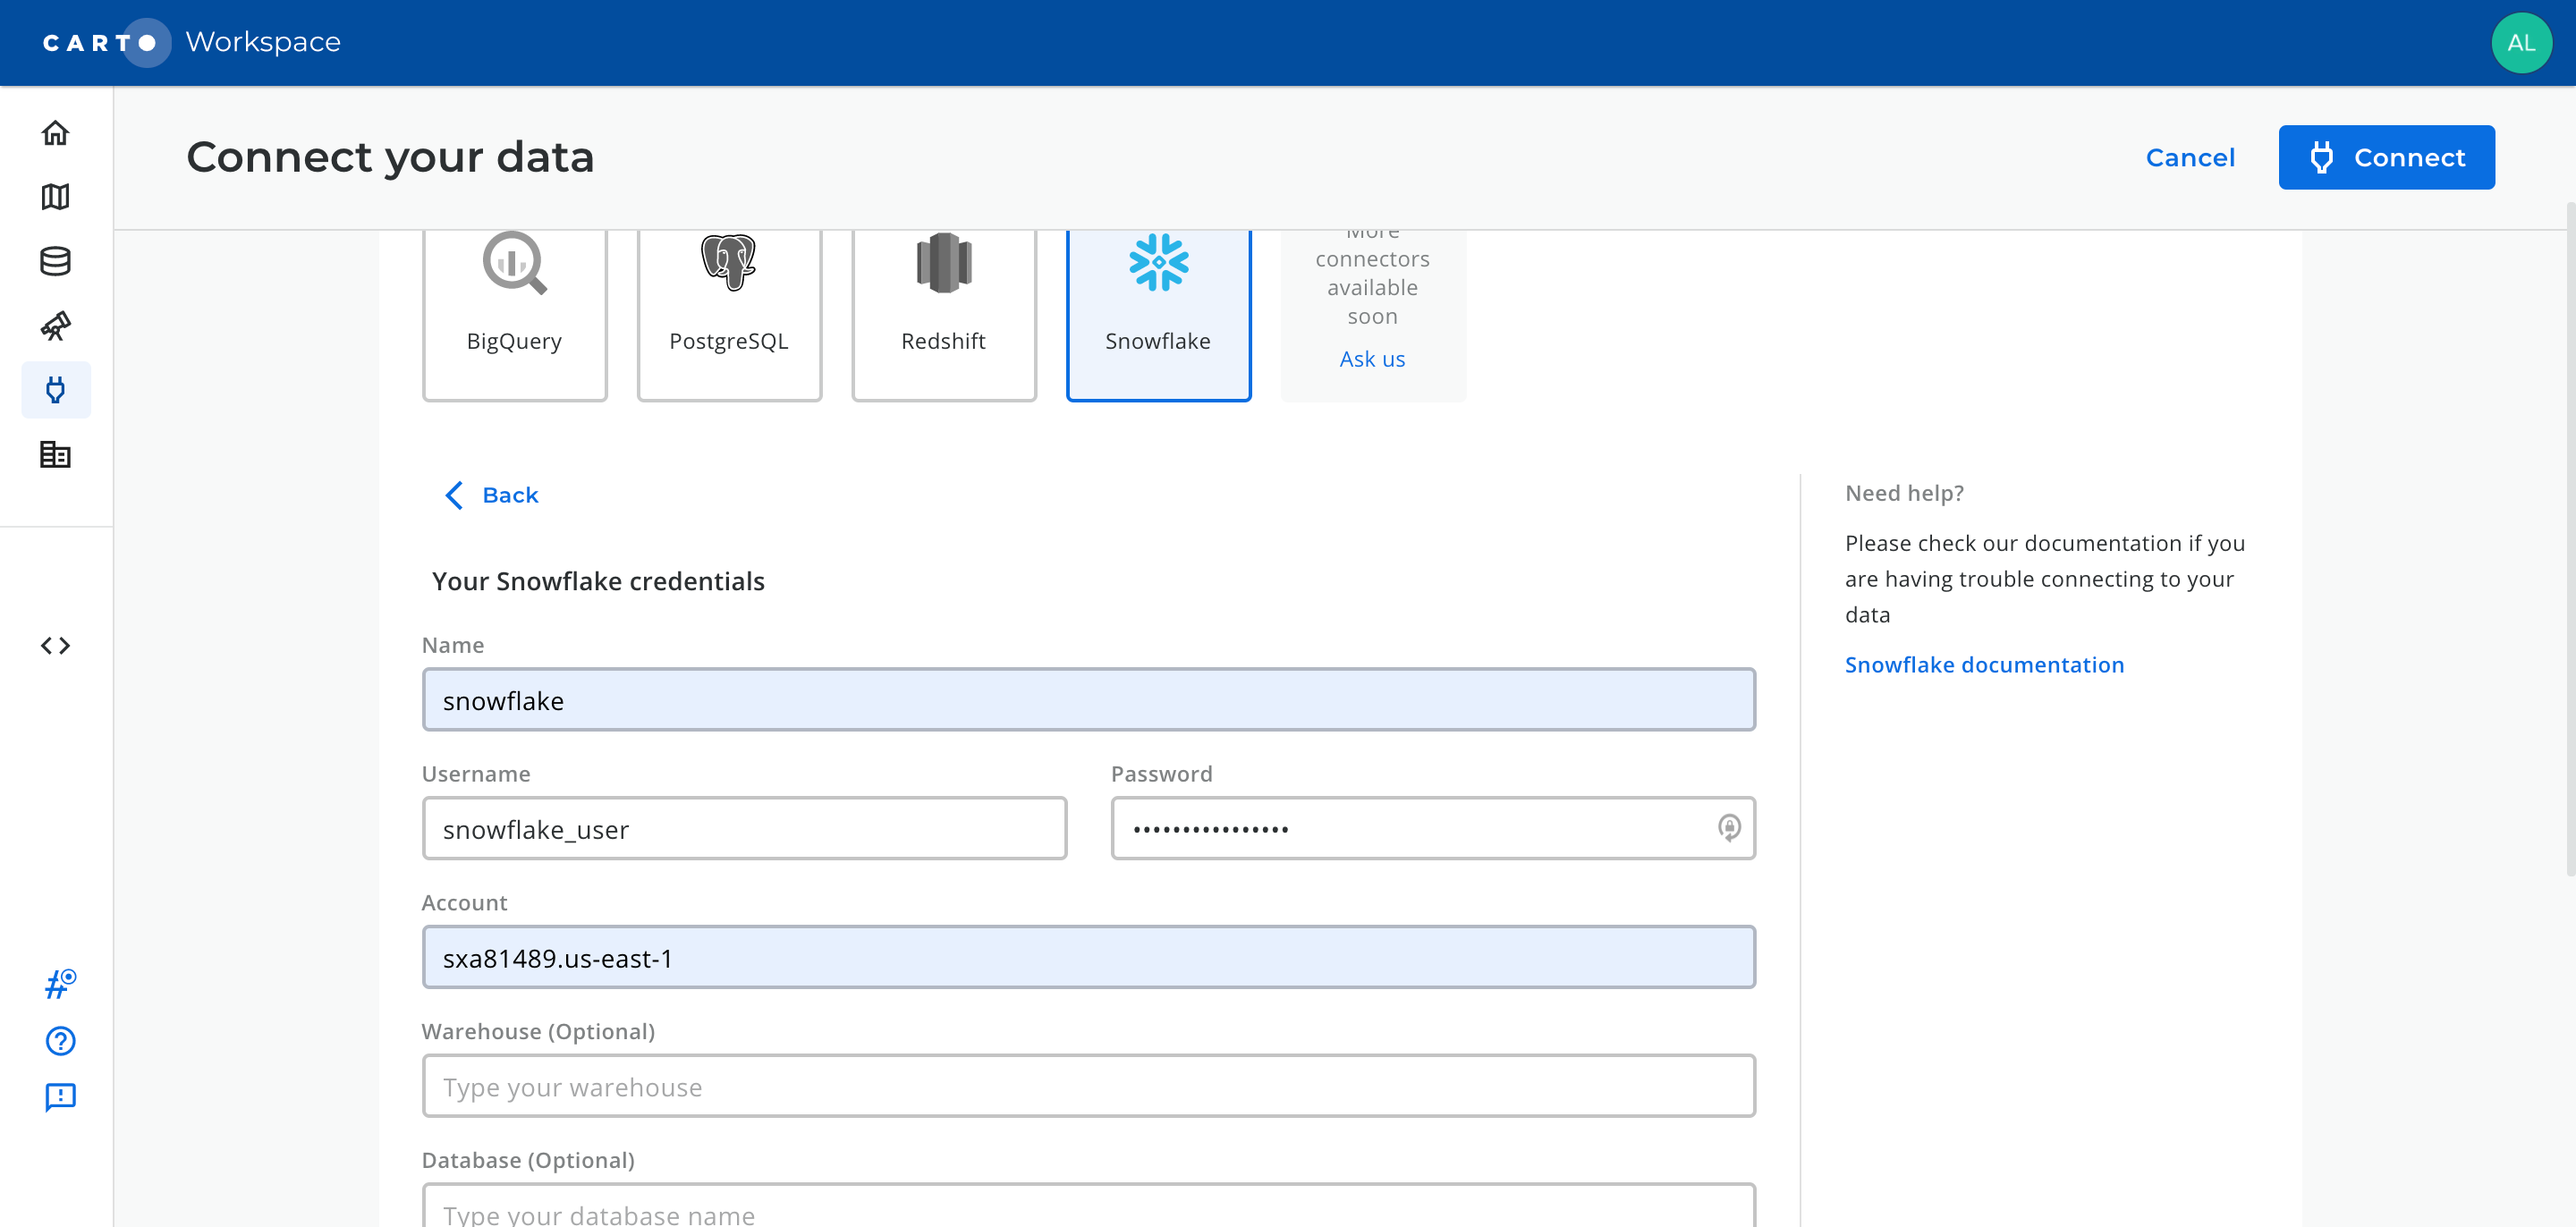 CARTO Workspace
AL
Connect your data
Cancel
Connect
BigQuery
PostgreSQL
Redshift
Snowflake
More
connectors
available
soon
Ask us
Back
Your Snowflake credentials
Name
snowflake
Username
snowflake_user
Password
••••••••••••••••
Account
sxa81489.us-east-1
Warehouse (Optional)
Type your warehouse
Database (Optional)
Type your database name
Need help?
Please check our documentation if you
are having trouble connecting to your
data
Snowflake documentation